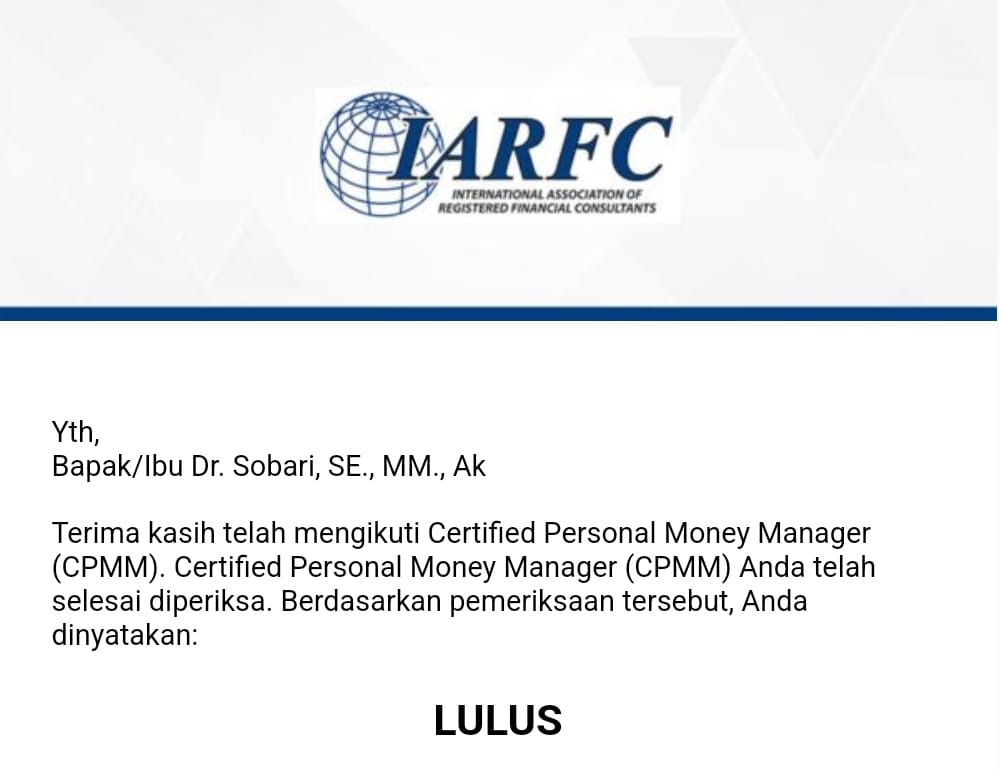 IARFC
INTERNATIONAL ASSOCIATION OF
REGISTERED FINANCIAL CONSULTANTS
Yth,
Bapak/Ibu Dr. Sobari, SE., MM., Ak
Terima kasih telah mengikuti Certified Personal Money Manager
(CPMM). Certified Personal Money Manager (CPMM) Anda telah
selesai diperiksa. Berdasarkan pemeriksaan tersebut, Anda
dinyatakan:
LULUS